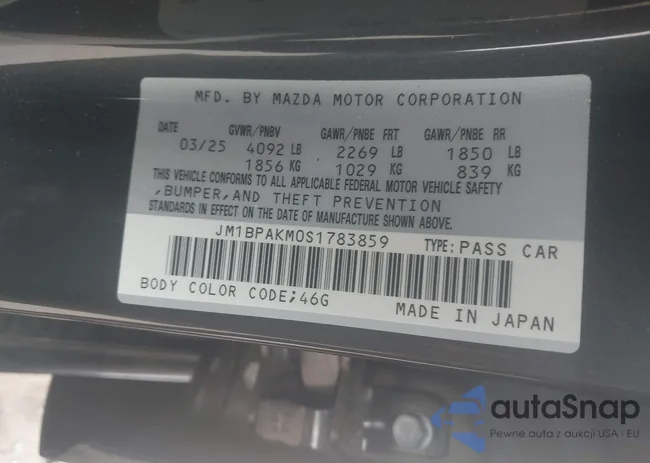 MFD. BY MAZDA MOTOR CORPORATION
DATE GVWR/PNBV GAWR/PNBE FRT GAWR/PNBE RR
03/25 4092 LB 2269 LB 1850 LB
1856 KG 1029 KG 839 KG
THIS VEHICLE CONFORMS TO ALL APPLICABLE FEDERAL MOTOR VEHICLE SAFETY
,BUMPER,AND THEFT PREVENTION
STANDARDS IN EFFECT ON THE DATE OF MANUFACTURE SHOWN ABOVE.
JM1BPAKM0S1783859 TYPE: PASS CAR
BODY COLOR CODE;46G
MADE IN JAPAN
autaSnap
Pewne auta z aukcji USA i EU